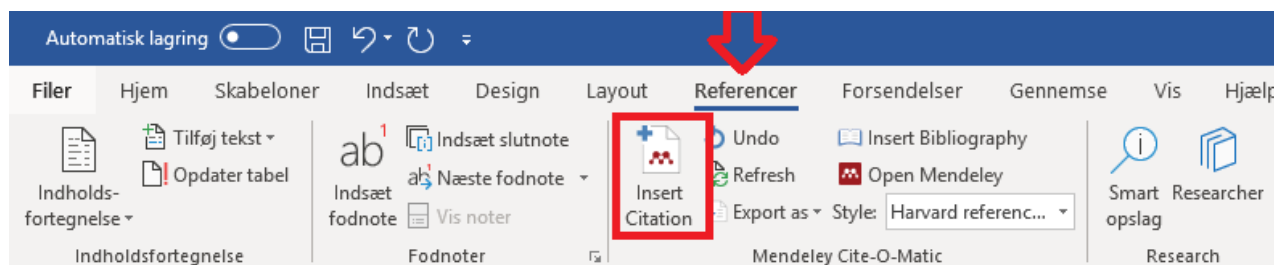 Automatisk lagring
Filer Hjem Skabeloner Indsæt Design Layout Referencer Forsendelser Gennemse Vis Hjælp
Indholds-
fortegnelse
Tilføj tekst
Opdater tabel
Indholdsfortegnelse
ab1
Indsæt
fodnote
Indsæt slutnote
Næste fodnote
Vis noter
Fodnoter
Insert
Citation
Undo
Refresh
Export as
Insert Bibliography
Open Mendeley
Style: Harvard referenc...
Mendeley Cite-O-Matic
Smart
opslag
Researcher
Research